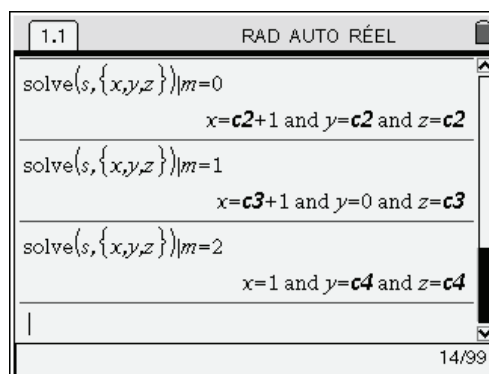 1.1 RAD AUTO RÉEL
solve(s,{x,y,z})|m=0
x=c2+1 and y=c2 and z=c2
solve(s,{x,y,z})|m=1
x=c3+1 and y=0 and z=c3
solve(s,{x,y,z})|m=2
x=1 and y=c4 and z=c4
14/99